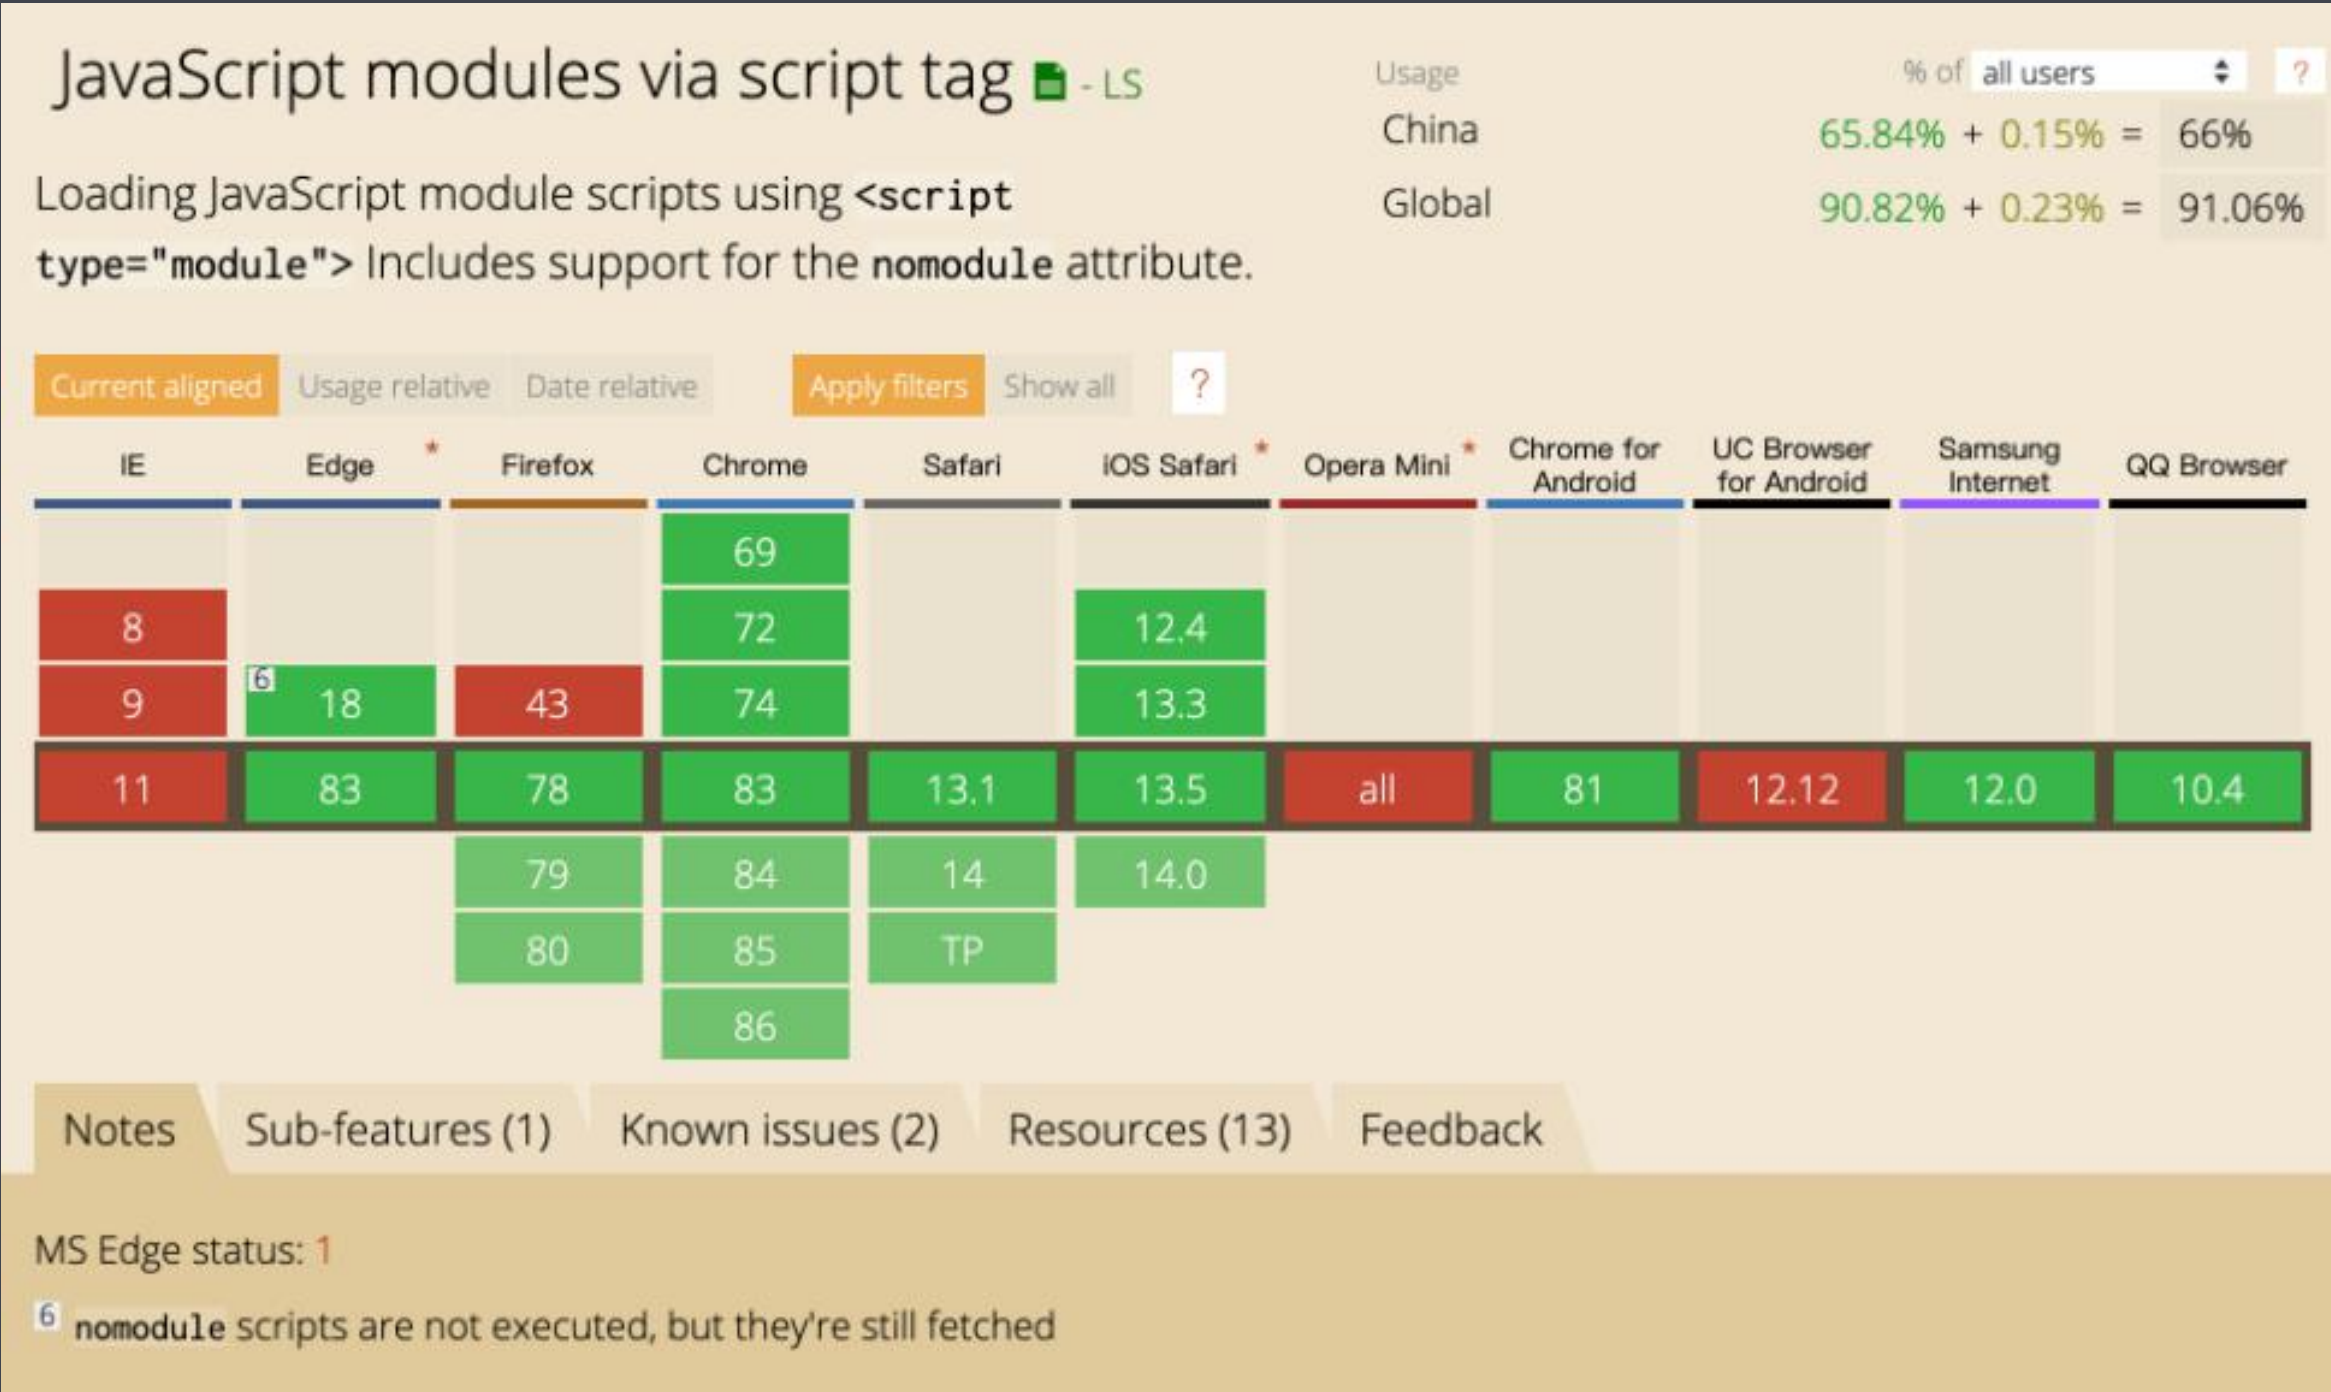 JavaScript modules via script tag - LS
Loading JavaScript module scripts using <script
type="module"> Includes support for the nomodule attribute.
Usage % of all users ?
China 65.84% + 0.15% = 66%
Global 90.82% + 0.23% = 91.06%
Current aligned Usage relative Date relative Apply filters Show all ?
IE Edge * Firefox Chrome Safari iOS Safari * Opera Mini * Chrome for Android UC Browser for Android Samsung Internet QQ Browser
69
8 72 12.4
9 6 18 43 74 13.3
11 83 78 83 13.1 13.5 all 81 12.12 12.0 10.4
79 84 14 14.0
80 85 TP
86
Notes Sub-features (1) Known issues (2) Resources (13) Feedback
MS Edge status: 1
6 nomodule scripts are not executed, but they're still fetched